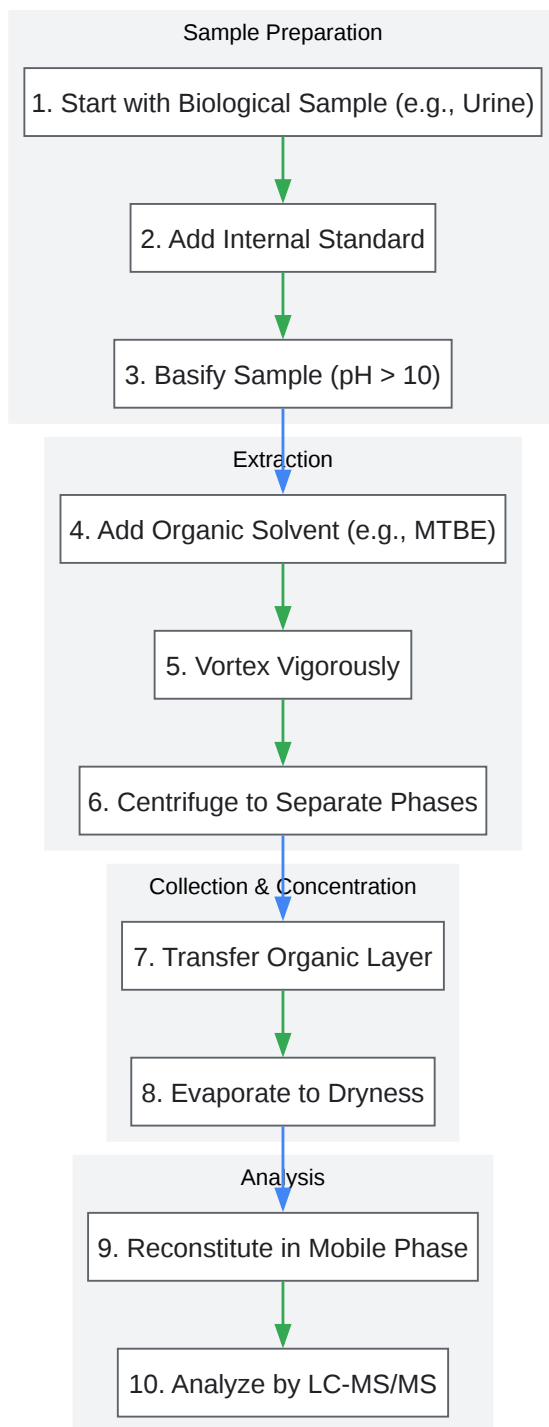 Sample Preparation
1. Start with Biological Sample (e.g., Urine)
2. Add Internal Standard
3. Basify Sample (pH > 10)
Extraction
4. Add Organic Solvent (e.g., MTBE)
5. Vortex Vigorously
6. Centrifuge to Separate Phases
Collection & Concentration
7. Transfer Organic Layer
8. Evaporate to Dryness
Analysis
9. Reconstitute in Mobile Phase
10. Analyze by LC-MS/MS